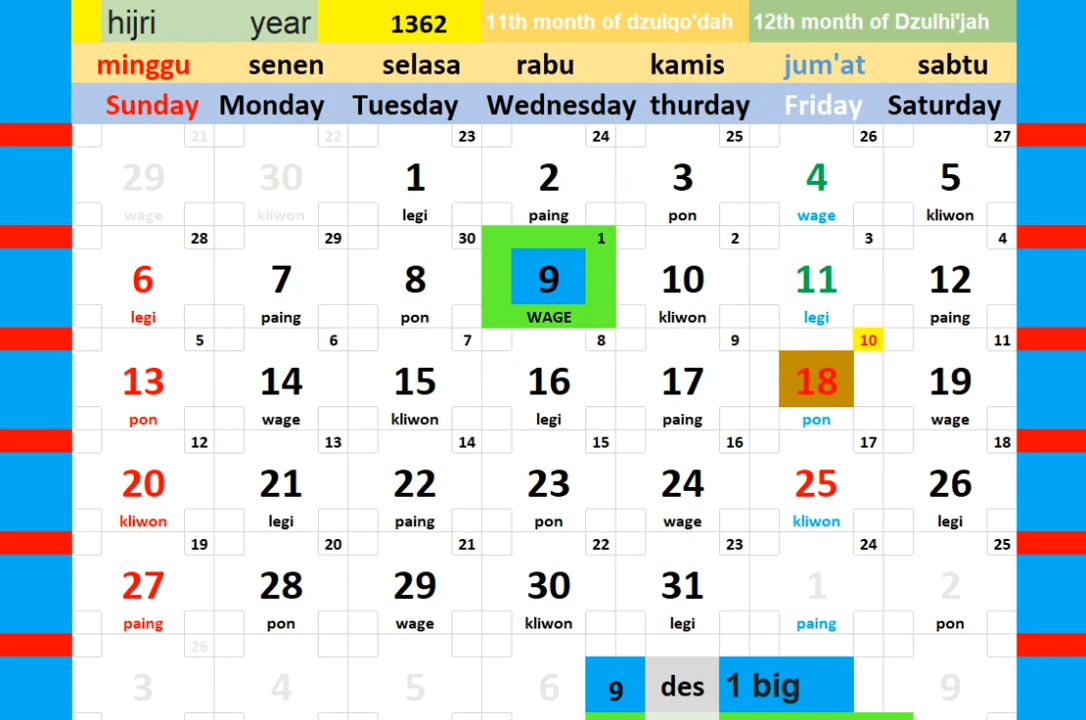 hijri year 1362 11th month of dzulqo'dah 12th month of Dzulhi'jah
minggu senen selasa rabu kamis jum'at sabtu
Sunday Monday Tuesday Wednesday thurday Friday Saturday
21 22 23 24 25 26 27
29 30 1 2 3 4 5
wage kliwon legi paing pon wage kliwon
28 29 30 1 2 3 4
6 7 8 9 10 11 12
legi paing pon WAGE kliwon legi paing
5 6 7 8 9 10 11
13 14 15 16 17 18 19
pon wage kliwon legi paing pon wage
12 13 14 15 16 17 18
20 21 22 23 24 25 26
kliwon legi paing pon wage kliwon legi
19 20 21 22 23 24 25
27 28 29 30 31 1 2
paing pon wage kliwon legi paing pon
26
3 4 5 6 9 des 1 big 9